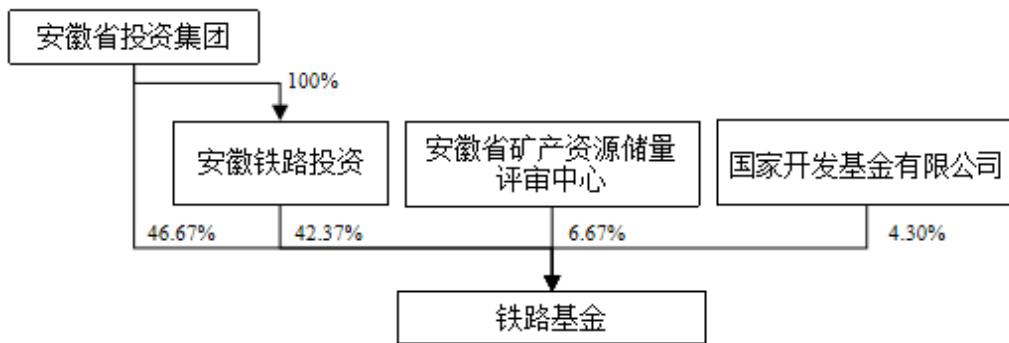 安徽省投资集团
100%
安徽铁路投资
安徽省矿产资源储量
评审中心
国家开发基金有限公司
46.67%
42.37%
6.67%
4.30%
铁路基金